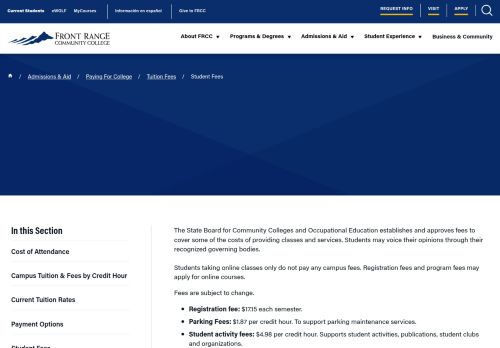 Current Students eWOLF MyCourses Información en español Give to FRCC REQUEST INFO VISIT APPLY
FRONT RANGE
COMMUNITY COLLEGE
About FRCC Programs & Degrees Admissions & Aid Student Experience Business & Community
/ Admissions & Aid / Paying For College / Tuition Fees / Student Fees
In this Section
Cost of Attendance
Campus Tuition & Fees by Credit Hour
Current Tuition Rates
Payment Options
Student Fees
The State Board for Community Colleges and Occupational Education establishes and approves fees to
cover some of the costs of providing classes and services. Students may voice their opinions through their
recognized governing bodies.
Students taking online classes only do not pay any campus fees. Registration fees and program fees may
apply for online courses.
Fees are subject to change.
• Registration fee: $17.15 each semester.
• Parking Fees: $1.87 per credit hour. To support parking maintenance services.
• Student activity fees: $4.98 per credit hour. Supports student activities, publications, student clubs
and organizations.